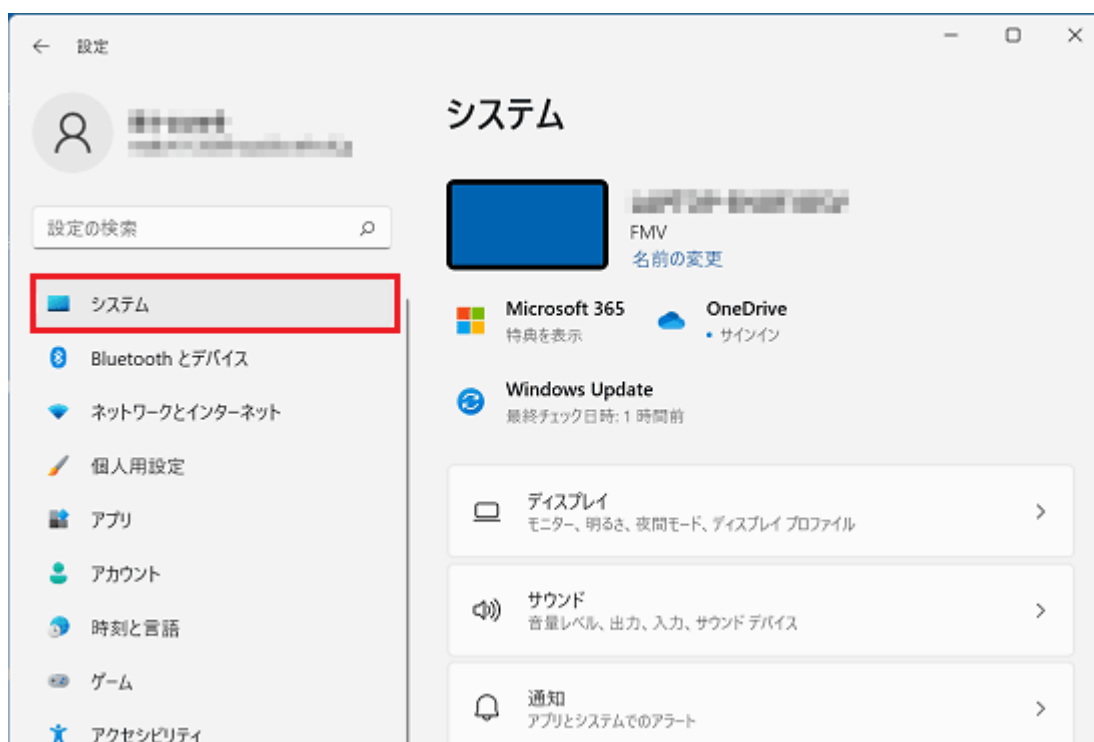 設定
設定の検索
システム
Bluetooth とデバイス
ネットワークとインターネット
個人用設定
アプリ
アカウント
時刻と言語
ゲーム
アクセシビリティ
システム
FMV
名前の変更
Microsoft 365
特典を表示
OneDrive
• サインイン
Windows Update
最終チェック日時: 1 時間前
ディスプレイ
モニター、明るさ、夜間モード、ディスプレイ プロファイル
サウンド
音量レベル、出力、入力、サウンド デバイス
通知
アプリとシステムでのアラート